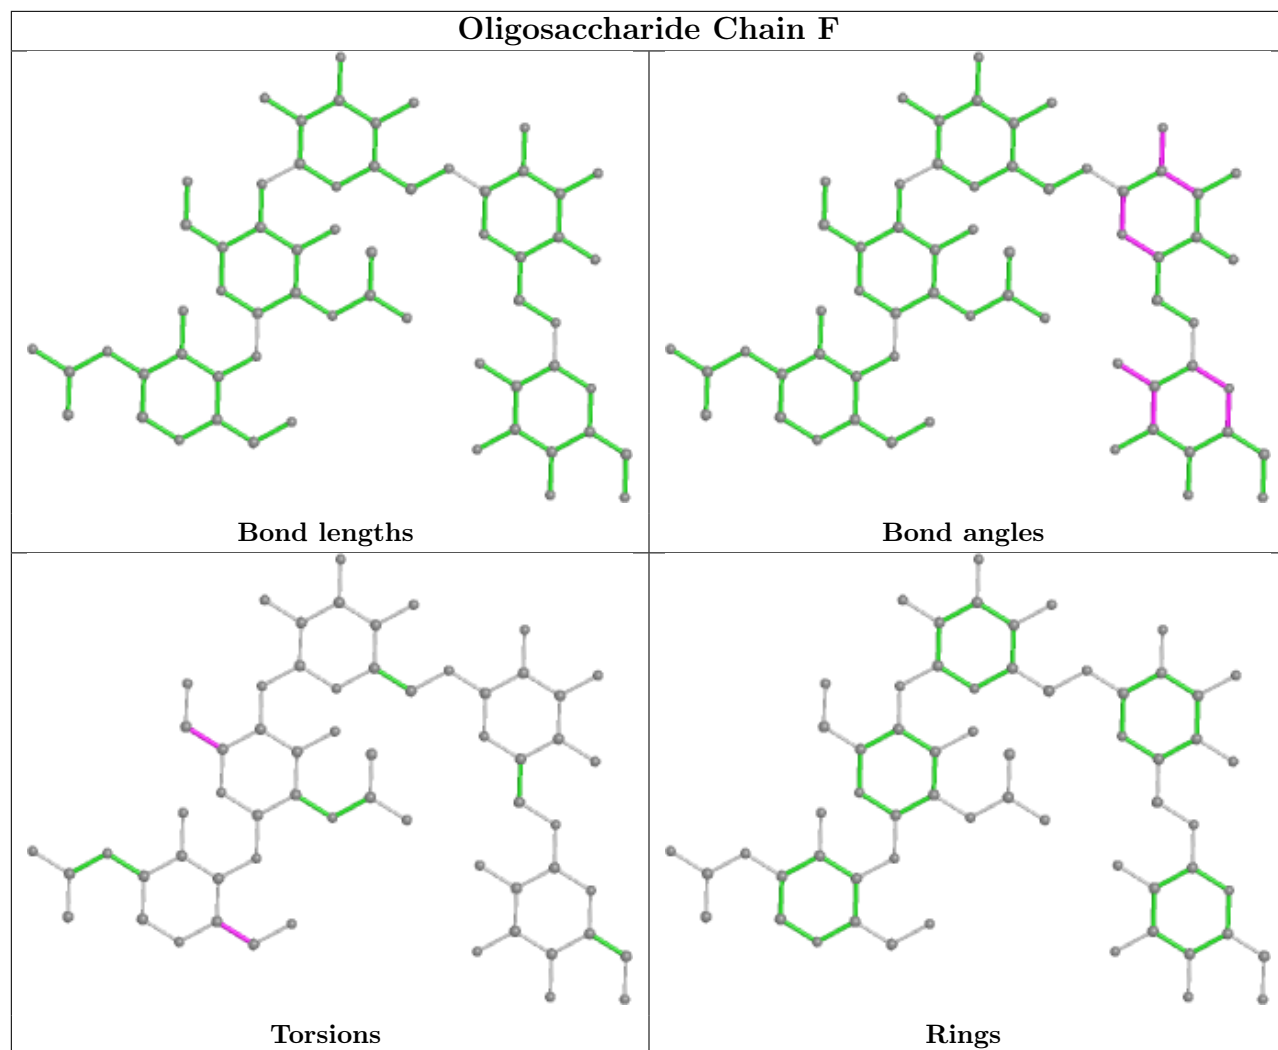 Oligosaccharide Chain F
Bond lengths
Bond angles
Torsions
Rings